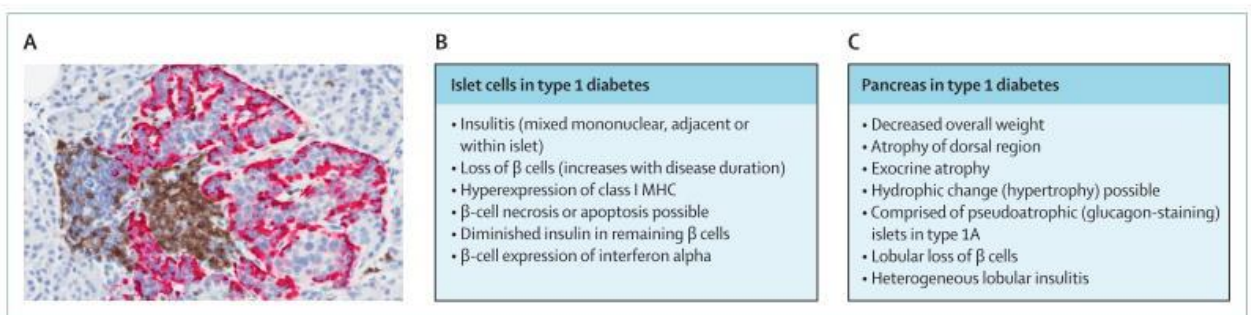 A
B
C
Islet cells in type 1 diabetes
• Insulitis (mixed mononuclear, adjacent or
within islet)
• Loss of β cells (increases with disease duration)
• Hyperexpression of class I MHC
• β-cell necrosis or apoptosis possible
• Diminished insulin in remaining β cells
• β-cell expression of interferon alpha
Pancreas in type 1 diabetes
• Decreased overall weight
• Atrophy of dorsal region
• Exocrine atrophy
• Hydrophic change (hypertrophy) possible
• Comprised of pseudoatrophic (glucagon-staining)
islets in type 1A
• Lobular loss of β cells
• Heterogeneous lobular insulitis